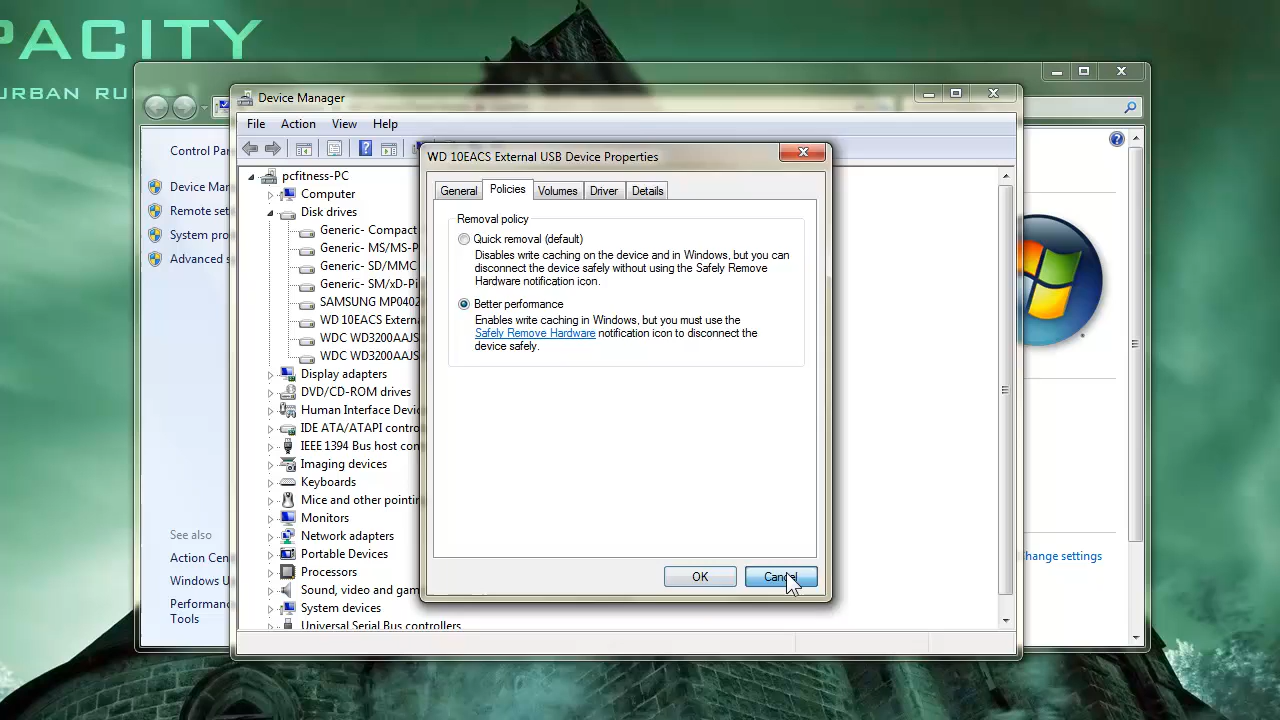 PACITY
URBAN RU
Device Manager
File Action View Help
Control Pa
Device Ma
Remote set
System pro
Advanced s
See also
Action Cen
Windows U
Performanc
Tools
pcfitness-PC
Computer
Disk drives
Generic- Compact
Generic- MS/MS-P
Generic- SD/MMC
Generic- SM/xD-Pi
SAMSUNG MP0402
WD 10EACS Extern
WDC WD3200AAJS
WDC WD3200AAJS
Display adapters
DVD/CD-ROM drives
Human Interface Devic
IDE ATA/ATAPI contro
IEEE 1394 Bus host con
Imaging devices
Keyboards
Mice and other pointin
Monitors
Network adapters
Portable Devices
Processors
Sound, video and gam
System devices
Universal Serial Bus controllers
WD 10EACS External USB Device Properties
General Policies Volumes Driver Details
Removal policy
Quick removal (default)
Disables write caching on the device and in Windows, but you can
disconnect the device safely without using the Safely Remove
Hardware notification icon.
Better performance
Enables write caching in Windows, but you must use the
Safely Remove Hardware notification icon to disconnect the
device safely.
OK Cancel
hange settings